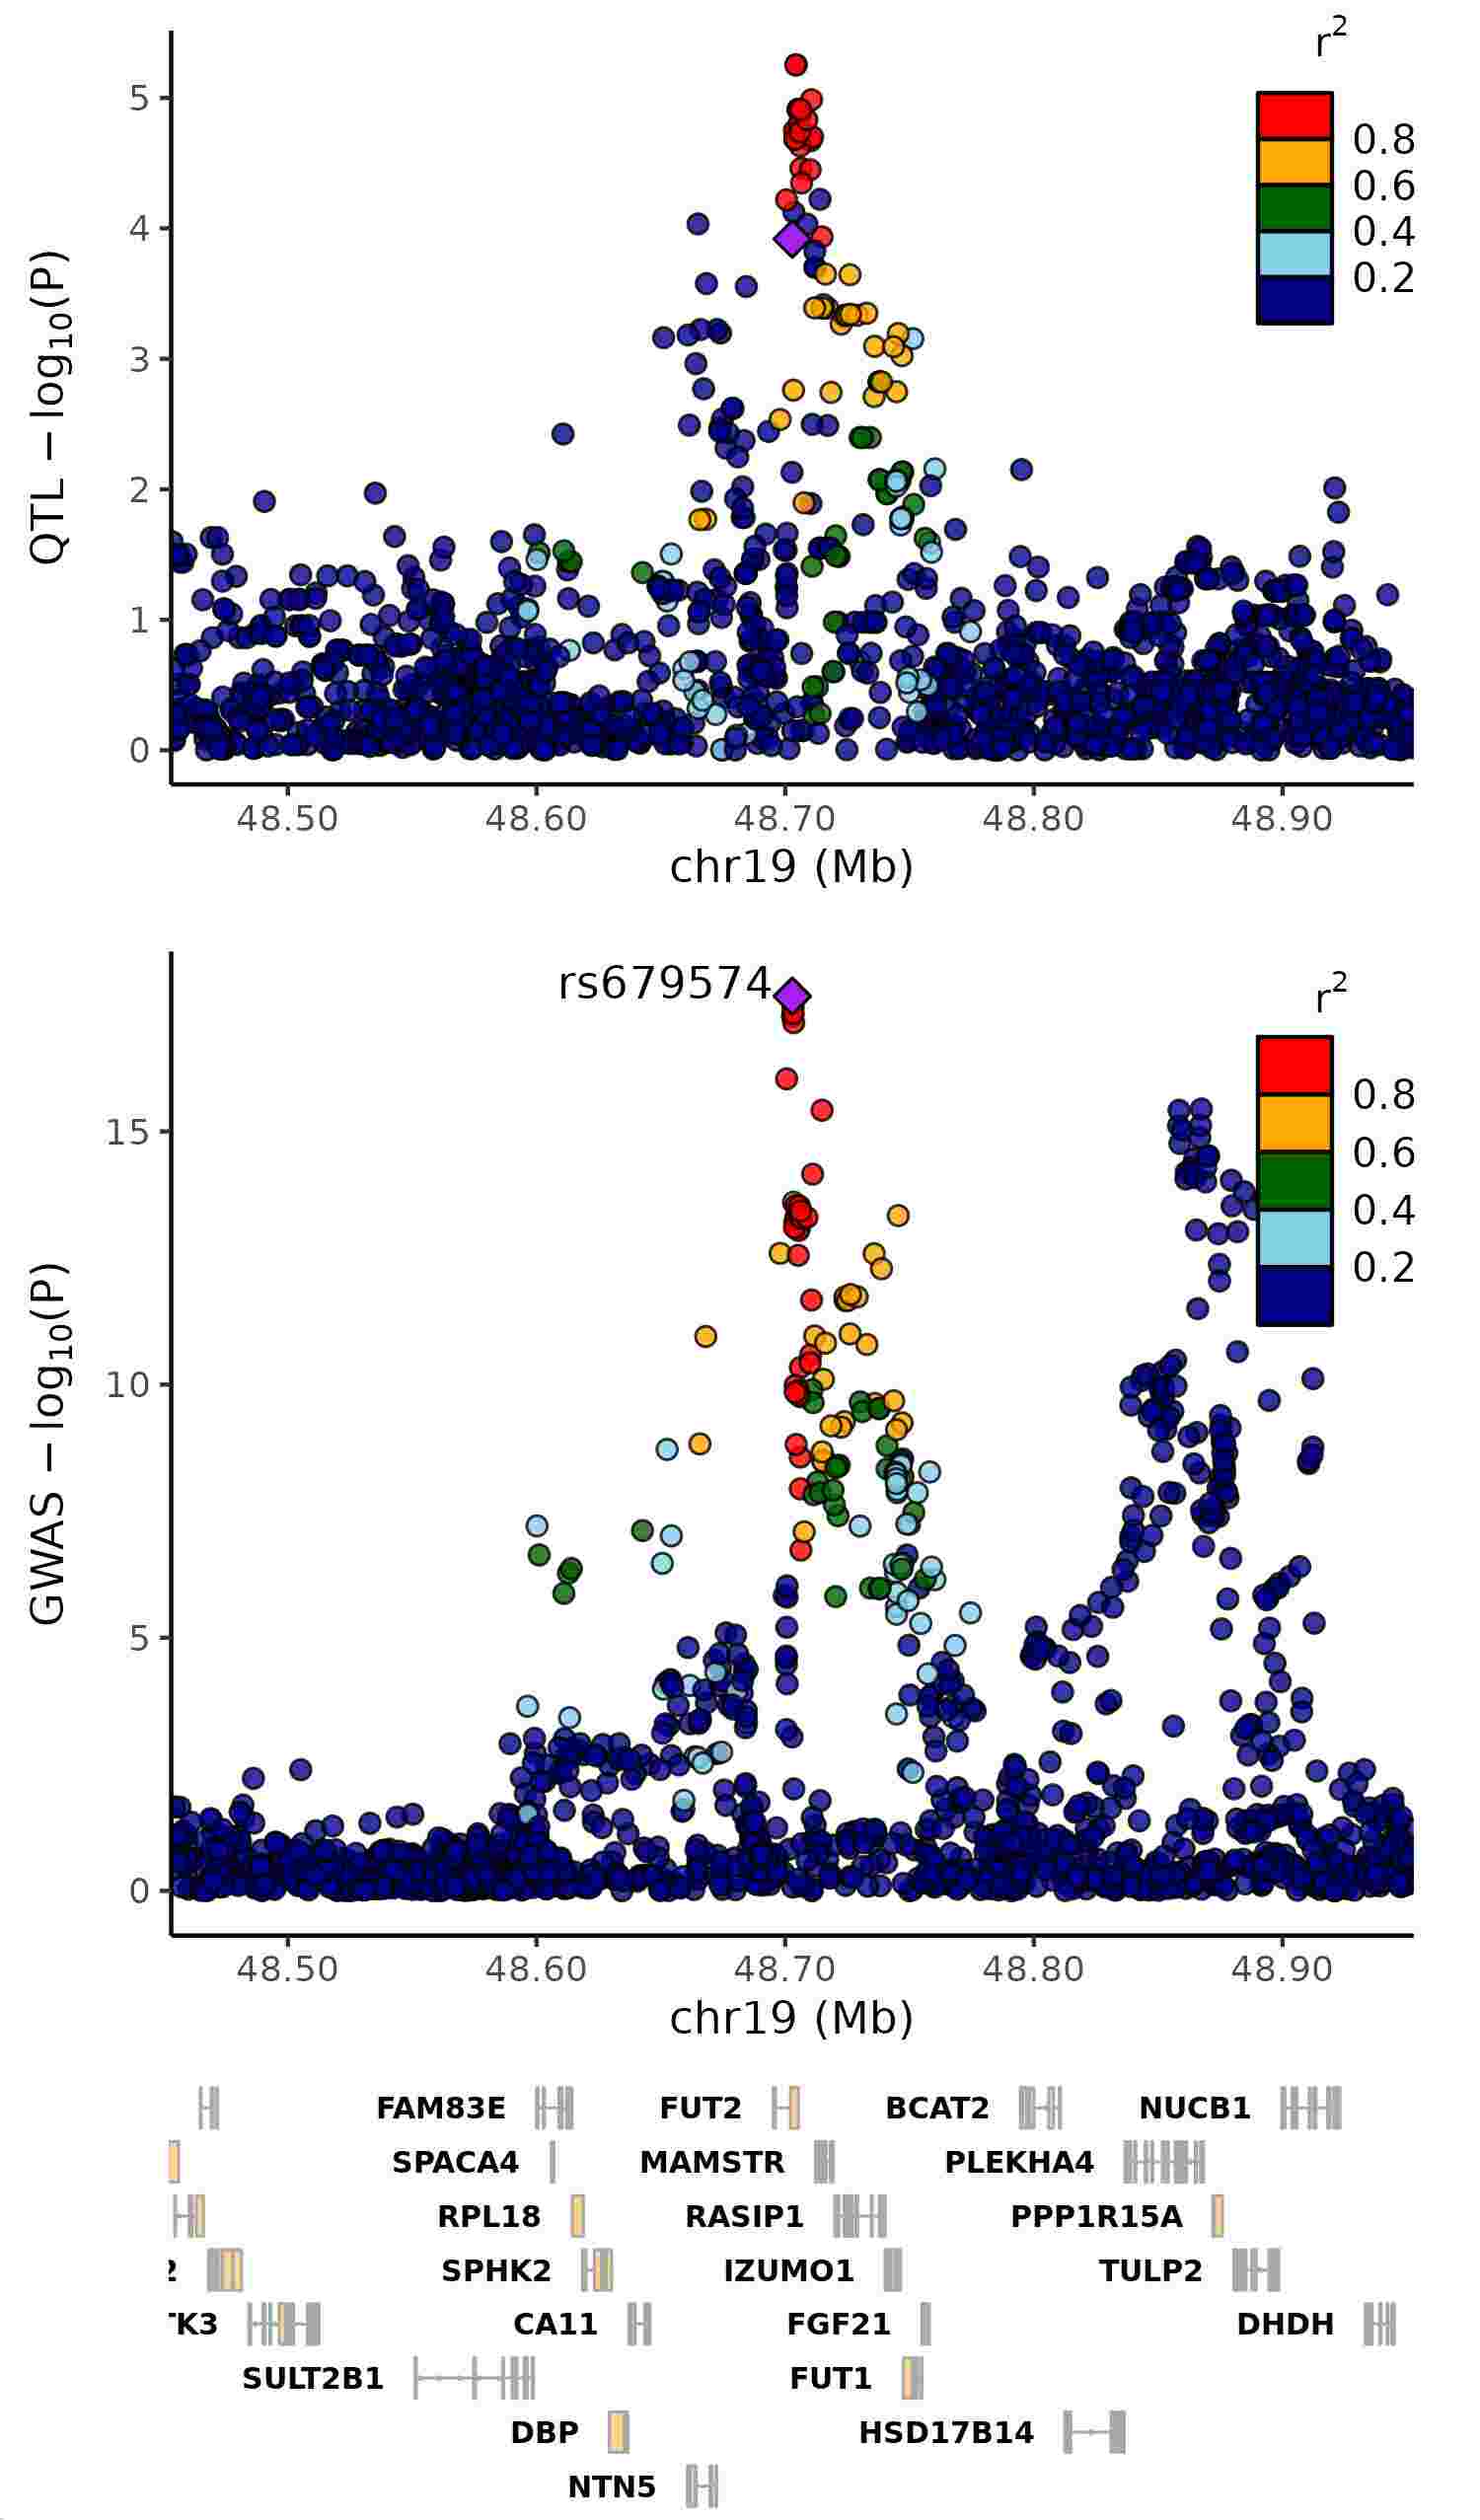 r2
5
4
3
2
1
0
0.8
0.6
0.4
0.2
QTL −log10(P)
48.50 48.60 48.70 48.80 48.90
chr19 (Mb)
rs679574
r2
15
10
5
0
0.8
0.6
0.4
0.2
GWAS −log10(P)
48.50 48.60 48.70 48.80 48.90
chr19 (Mb)
FAM83E FUT2 BCAT2 NUCB1
SPACA4 MAMSTR PLEKHA4
RPL18 RASIP1 PPP1R15A
2 SPHK2 IZUMO1 TULP2
TK3 CA11 FGF21 DHDH
SULT2B1 FUT1
DBP HSD17B14
NTN5